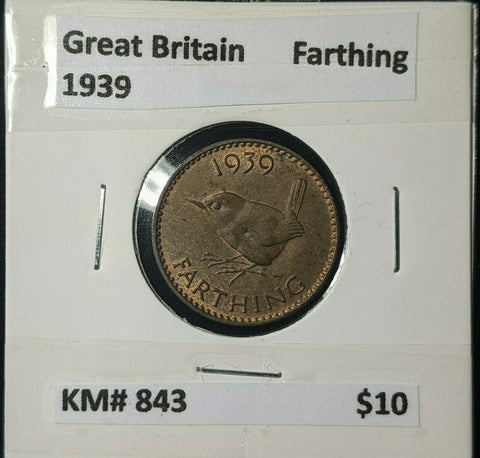 Great Britain Farthing
1939
1939
FARTHING
KM# 843 $10